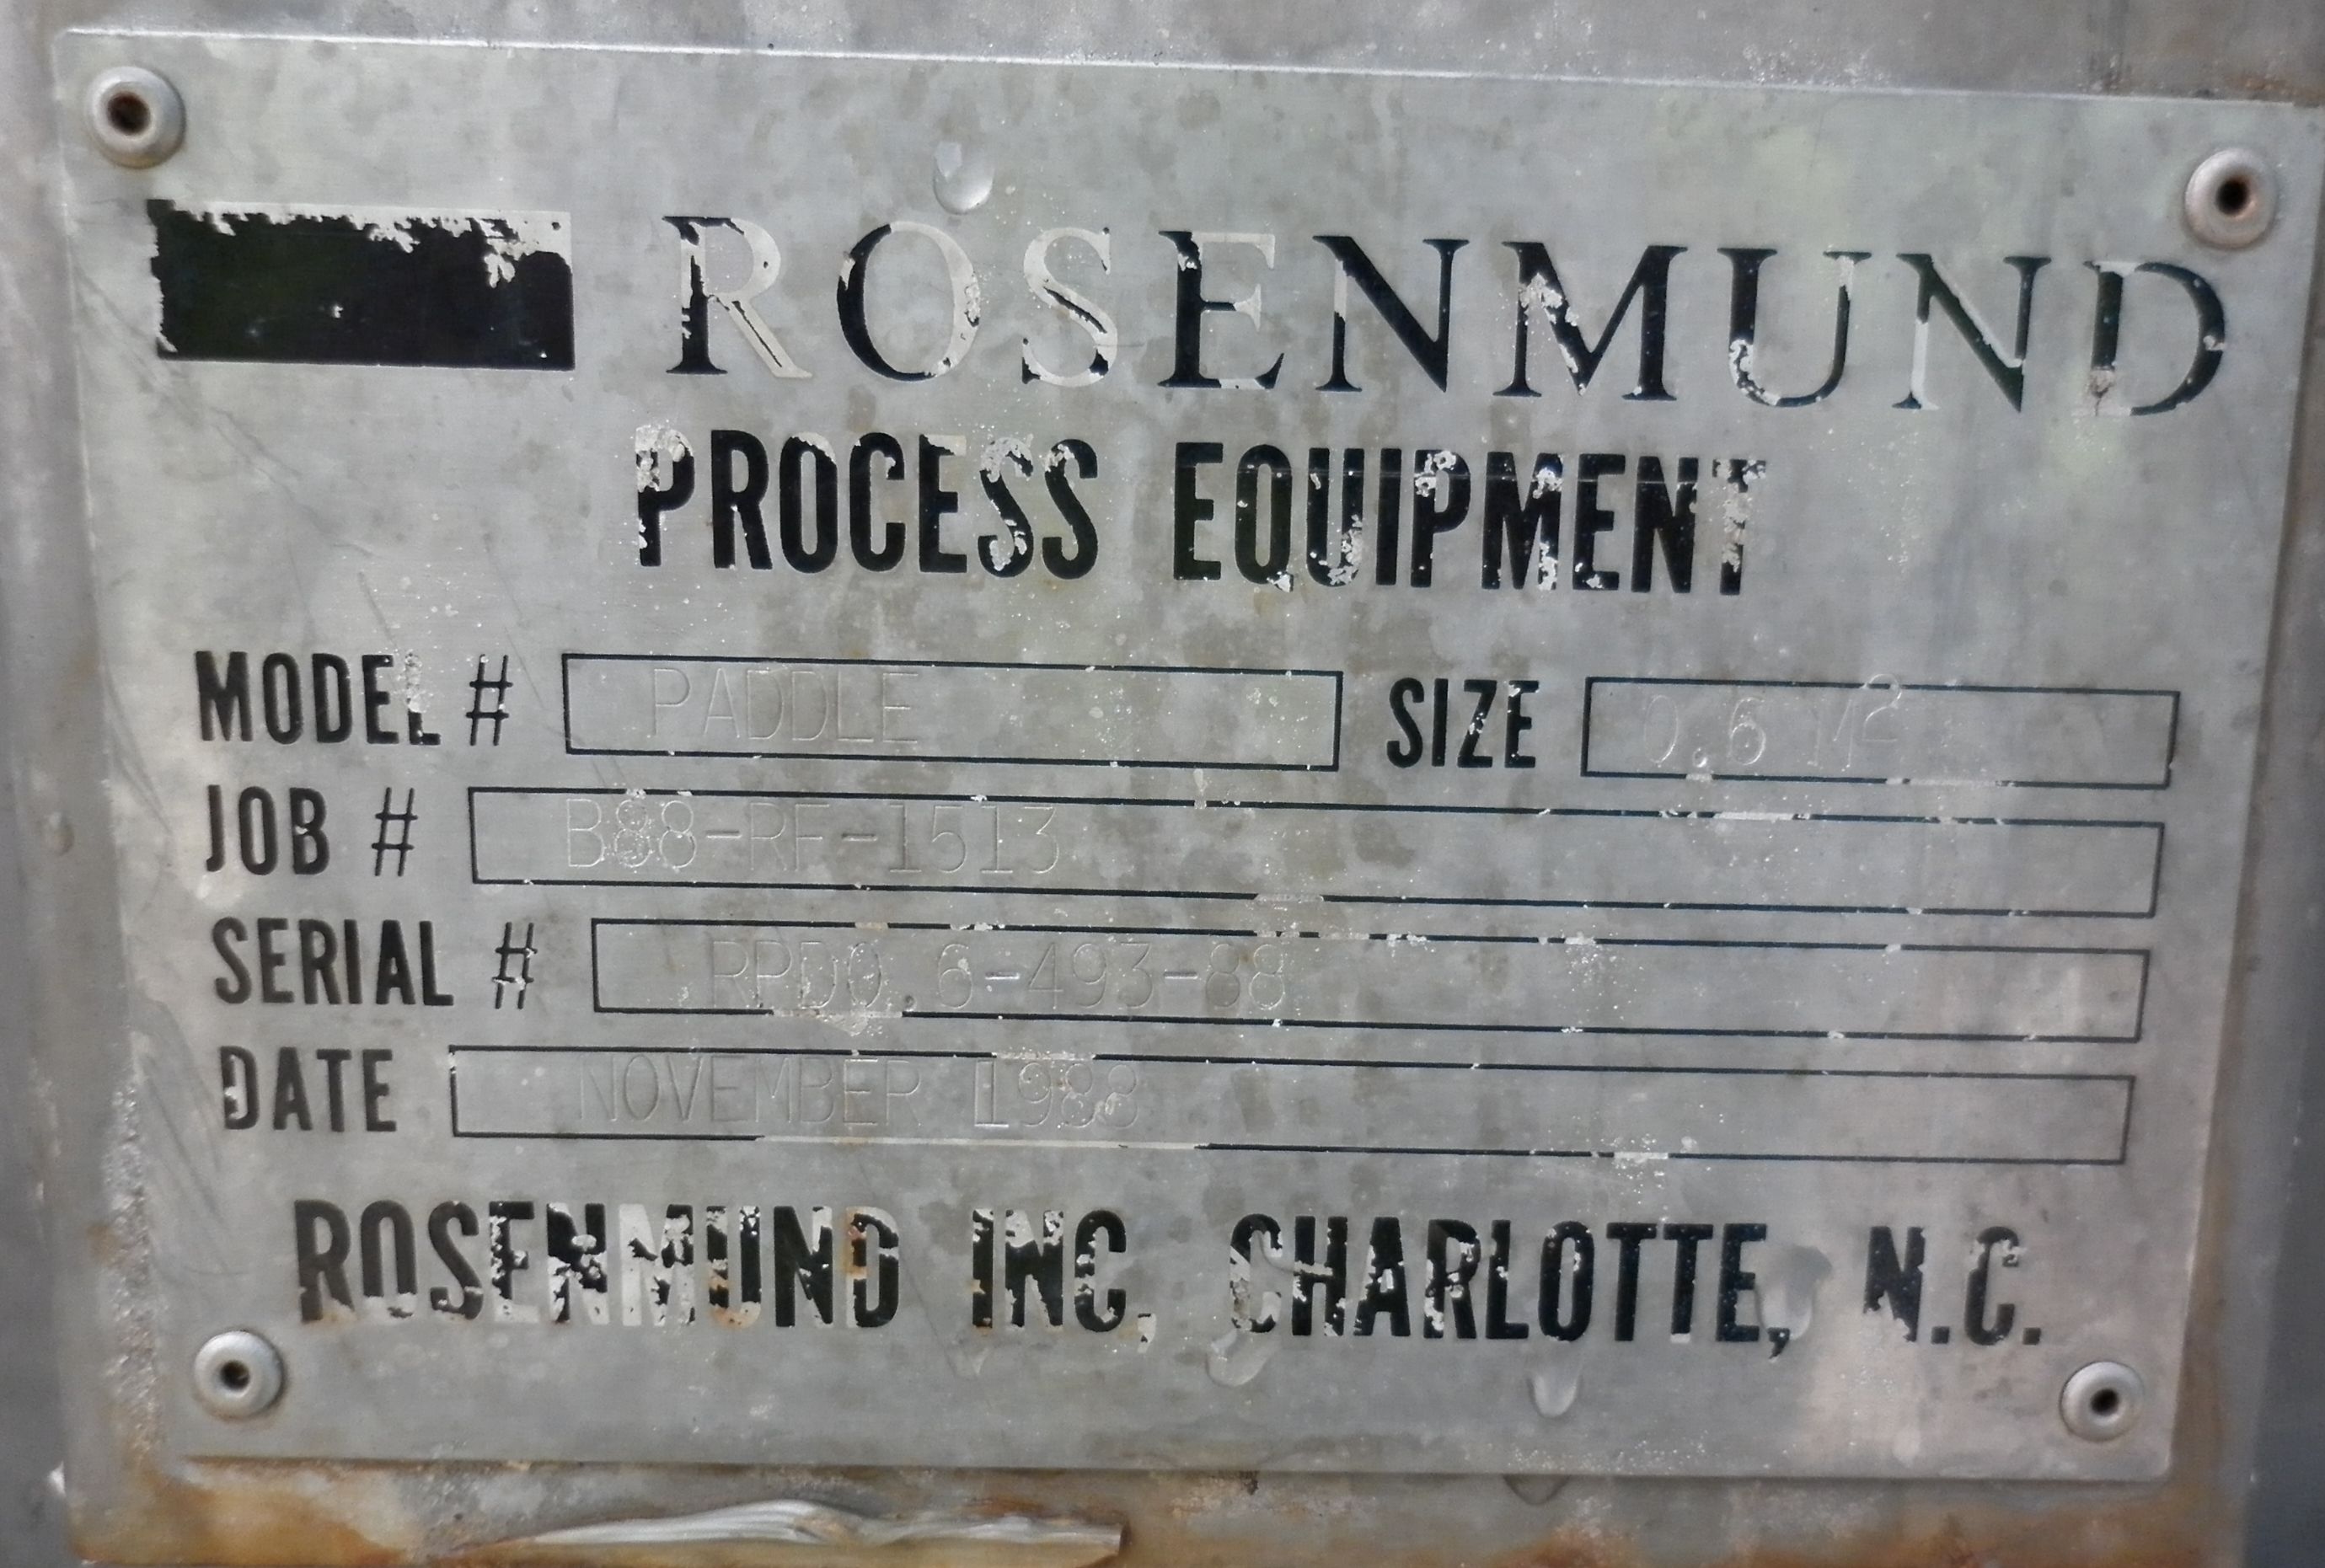 ROSENMUND
PROCESS EQUIPMENT
MODEL # PADDLE SIZE 0.6 M²
JOB # B88-RF-1513
SERIAL # RPD0.6-493-88
DATE NOVEMBER 1988
ROSENMUND INC, CHARLOTTE, N.C.